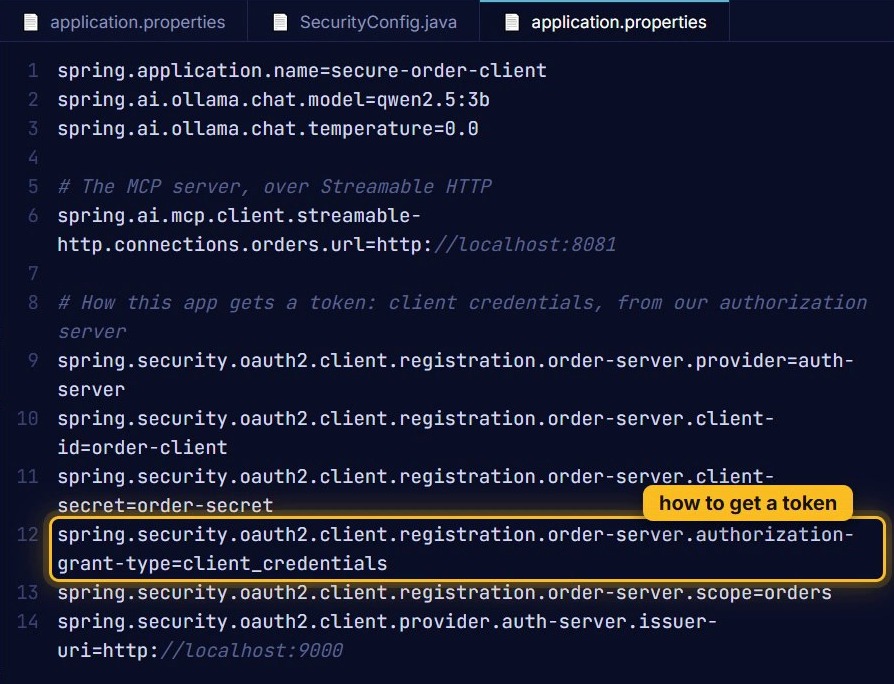 application.properties
SecurityConfig.java
application.properties
1 spring.application.name=secure-order-client
2 spring.ai.ollama.chat.model=qwen2.5:3b
3 spring.ai.ollama.chat.temperature=0.0
4
5 # The MCP server, over Streamable HTTP
6 spring.ai.mcp.client.streamable-
http.connections.orders.url=http://localhost:8081
7
8 # How this app gets a token: client credentials, from our authorization
server
9 spring.security.oauth2.client.registration.order-server.provider=auth-
server
10 spring.security.oauth2.client.registration.order-server.client-
id=order-client
11 spring.security.oauth2.client.registration.order-server.client-
secret=order-secret
how to get a token
12 spring.security.oauth2.client.registration.order-server.authorization-
grant-type=client_credentials
13 spring.security.oauth2.client.registration.order-server.scope=orders
14 spring.security.oauth2.client.provider.auth-server.issuer-
uri=http://localhost:9000